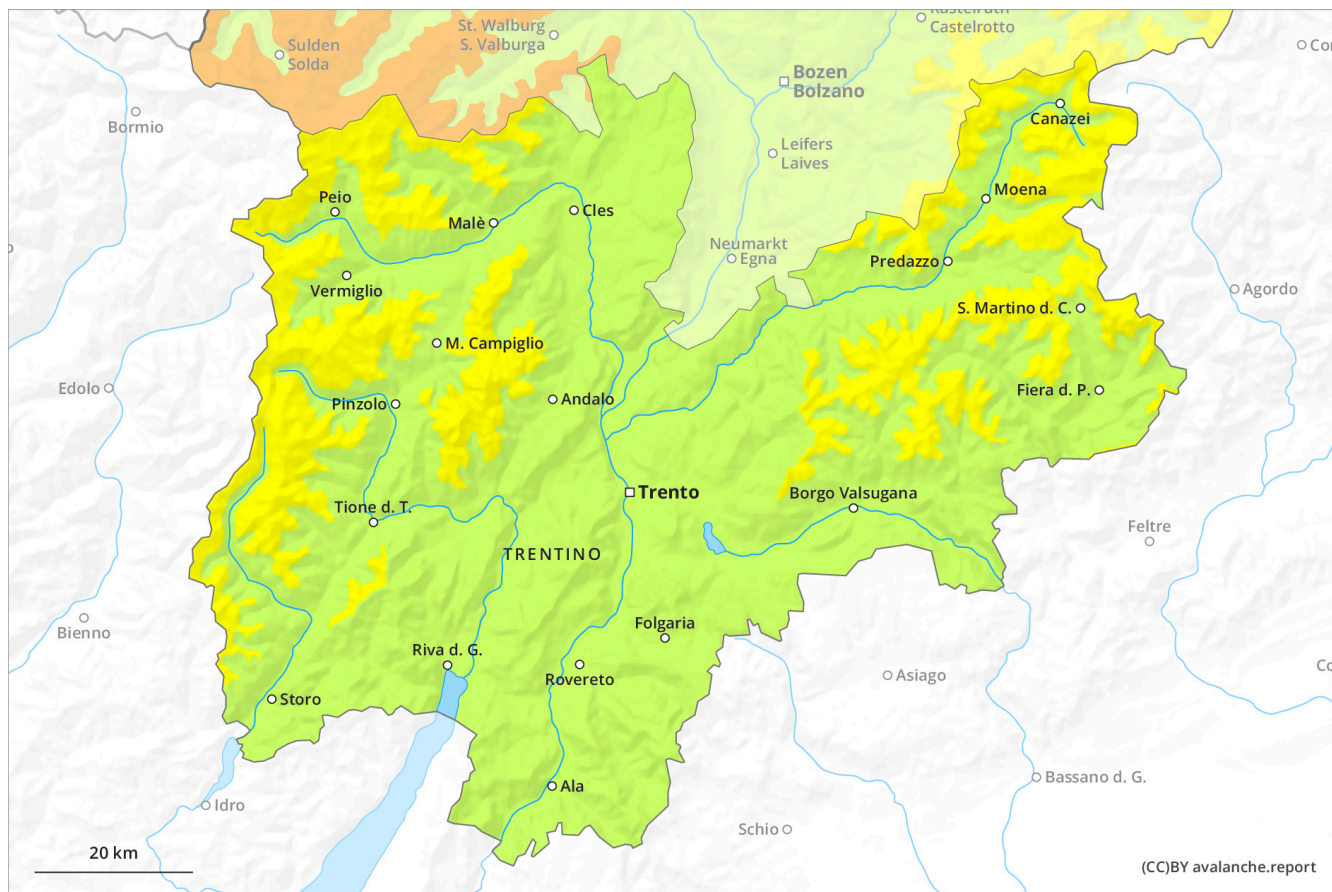 Kastelruth
Castelrotto
St. Walburg
S. Valburga
Sulden
Solda
Bozen
Bolzano
Bormio
Canazei
Leifers
Laives
Moena
Peio
Malè
Cles
Neumarkt
Egna
Predazzo
Vermiglio
Agordo
S. Martino d. C.
M. Campiglio
Edolo
Pinzolo
Andalo
Fiera d. P.
Trento
Borgo Valsugana
Tione d. T.
Feltre
TRENTINO
Bienno
Folgaria
Riva d. G.
Rovereto
Asiago
Storo
Ala
Bassano d. G.
Idro
Schio
20 km
(CC)BY avalanche.report